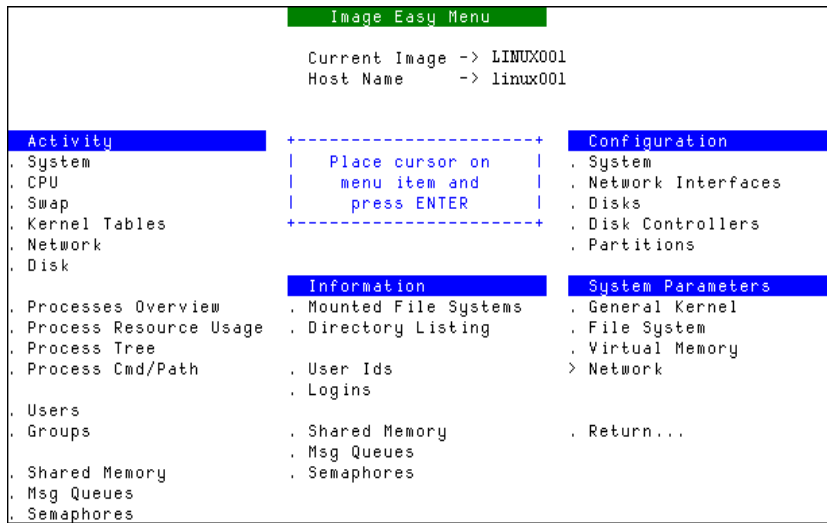 Image Easy Menu
Current Image -> LINUX001
Host Name -> linux001
Activity
. System
. CPU
. Swap
. Kernel Tables
. Network
. Disk
. Processes Overview
. Process Resource Usage
. Process Tree
. Process Cmd/Path
. Users
. Groups
. Shared Memory
. Msg Queues
. Semaphores
+-----------------------+
| Place cursor on |
| menu item and |
| press ENTER |
+-----------------------+
Information
. Mounted File Systems
. Directory Listing
. User Ids
. Logins
. Shared Memory
. Msg Queues
. Semaphores
Configuration
. System
. Network Interfaces
. Disks
. Disk Controllers
. Partitions
System Parameters
. General Kernel
. File System
. Virtual Memory
> Network
. Return...